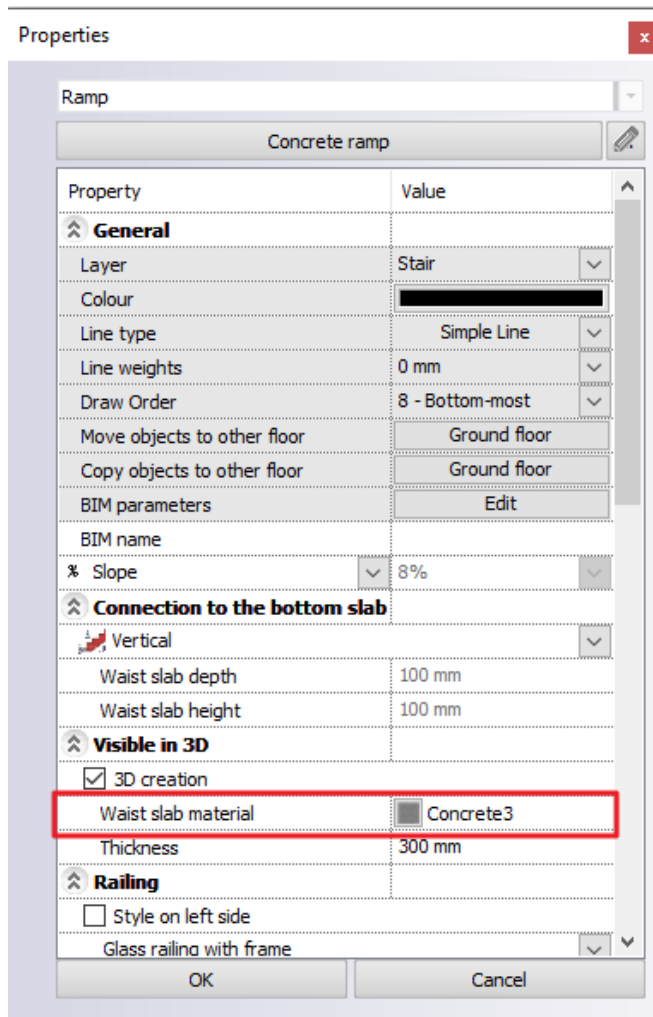 Properties x
Ramp
Concrete ramp
Property Value
General
Layer Stair
Colour
Line type Simple Line
Line weights 0 mm
Draw Order 8 - Bottom-most
Move objects to other floor Ground floor
Copy objects to other floor Ground floor
BIM parameters Edit
BIM name
% Slope 8%
Connection to the bottom slab
Vertical
Waist slab depth 100 mm
Waist slab height 100 mm
Visible in 3D
3D creation
Waist slab material Concrete3
Thickness 300 mm
Railing
Style on left side
Glass railing with frame
OK Cancel